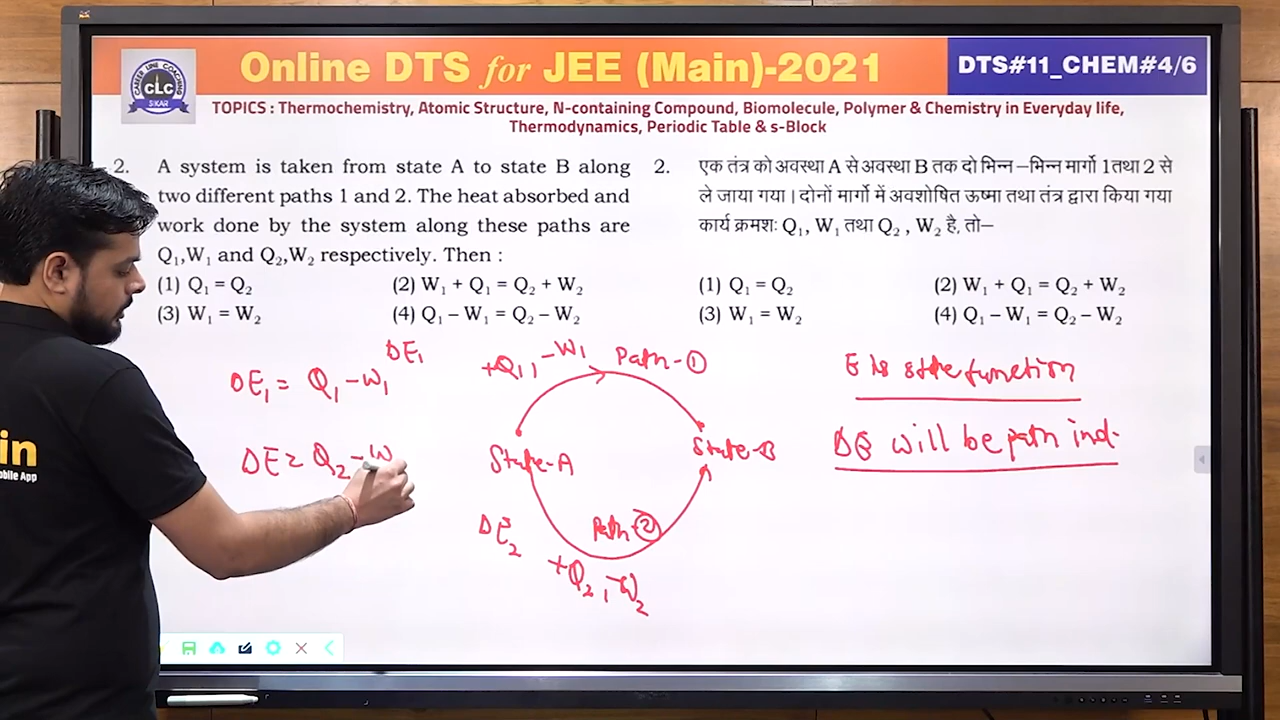 Online DTS for JEE (Main)-2021
DTS#11_CHEM#4/6
CAREER LINE COACHING
CLC
SIKAR
TOPICS : Thermochemistry, Atomic Structure, N-containing Compound, Biomolecule, Polymer & Chemistry in Everyday life,
Thermodynamics, Periodic Table & s-Block
2. A system is taken from state A to state B along
two different paths 1 and 2. The heat absorbed and
work done by the system along these paths are
Q₁,W₁ and Q₂,W₂ respectively. Then :
(1) Q₁ = Q₂ (2) W₁ + Q₁ = Q₂ + W₂
(3) W₁ = W₂ (4) Q₁ – W₁ = Q₂ – W₂
2. एक तंत्र को अवस्था A से अवस्था B तक दो भिन्न–भिन्न मार्गो 1 तथा 2 से
ले जाया गया। दोनों मार्गो में अवशोषित ऊष्मा तथा तंत्र द्वारा किया गया
कार्य क्रमशः Q₁, W₁ तथा Q₂ , W₂ है, तो–
(1) Q₁ = Q₂ (2) W₁ + Q₁ = Q₂ + W₂
(3) W₁ = W₂ (4) Q₁ – W₁ = Q₂ – W₂
DE₁
DE₁ = Q₁ – W₁
DE = Q₂ – W
+Q₁, –W₁ Path-①
State-A
State-B
Path-②
DE₂
+Q₂, –W₂
E is state function
DE will be path ind.
in
obile App